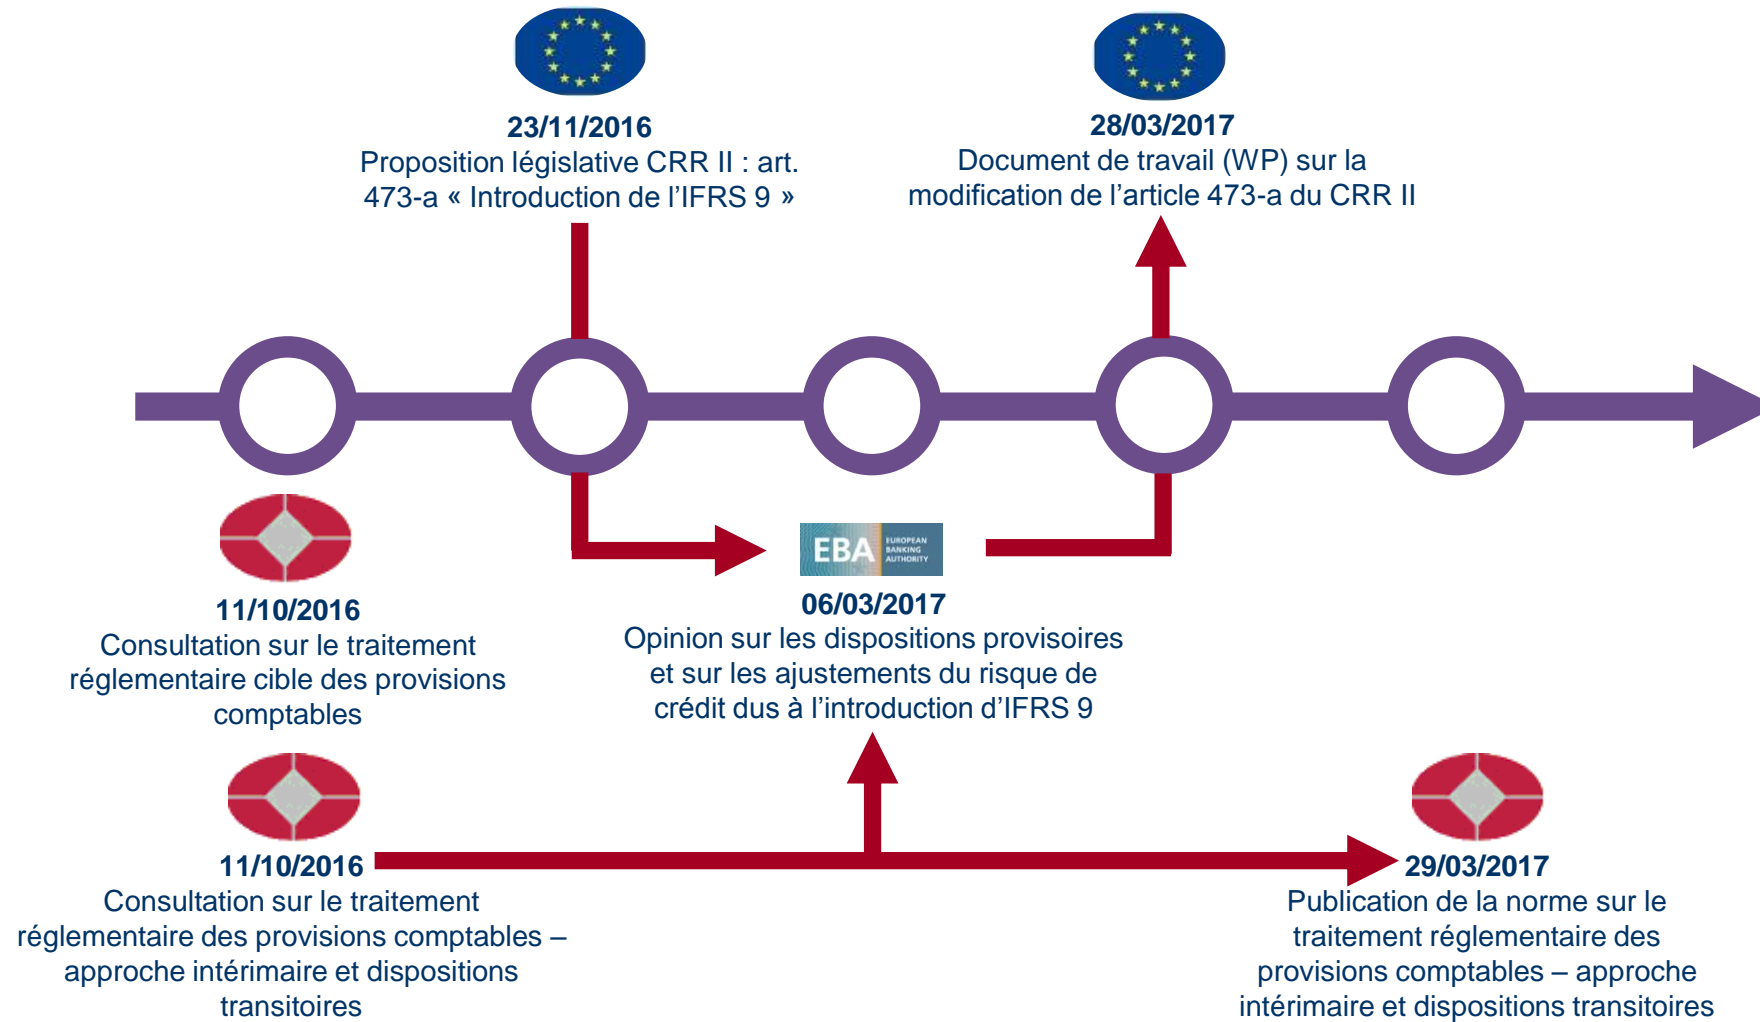 23/11/2016
Proposition législative CRR II : art.
473-a « Introduction de l’IFRS 9 »
28/03/2017
Document de travail (WP) sur la
modification de l’article 473-a du CRR II
11/10/2016
Consultation sur le traitement
réglementaire cible des provisions
comptables
EBA
EUROPEAN
BANKING
AUTHORITY
06/03/2017
Opinion sur les dispositions provisoires
et sur les ajustements du risque de
crédit dus à l’introduction d’IFRS 9
11/10/2016
Consultation sur le traitement
réglementaire des provisions comptables –
approche intérimaire et dispositions
transitoires
29/03/2017
Publication de la norme sur le
traitement réglementaire des
provisions comptables – approche
intérimaire et dispositions transitoires